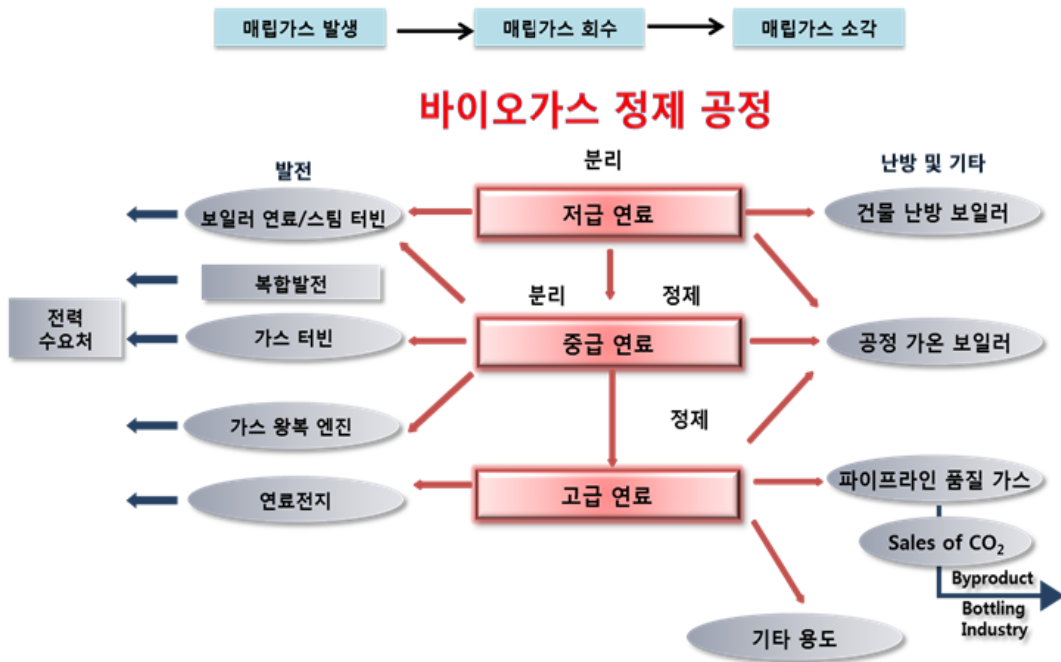 매립가스 발생
매립가스 회수
매립가스 소각
바이오가스 정제 공정
발전
분리
난방 및 기타
보일러 연료/스팀 터빈
저급 연료
건물 난방 보일러
복합발전
분리
정제
전력
수요처
가스 터빈
중급 연료
공정 가온 보일러
가스 왕복 엔진
정제
연료전지
고급 연료
파이프라인 품질 가스
Sales of CO₂
Byproduct
Bottling
Industry
기타 용도